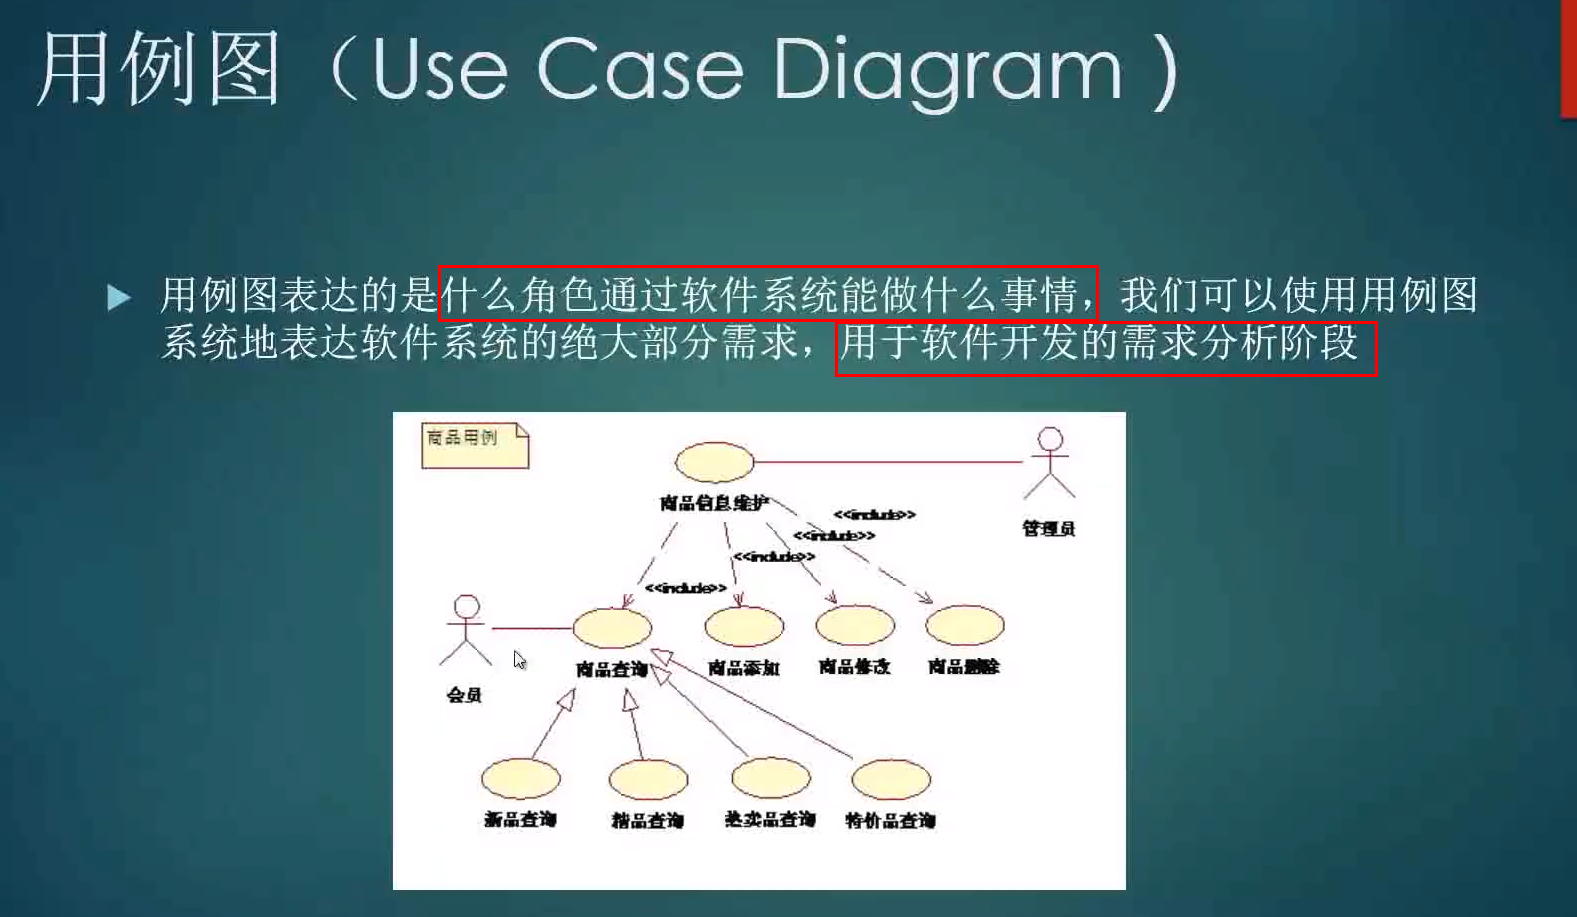 用例图（Use Case Diagram )
用例图表达的是什么角色通过软件系统能做什么事情，我们可以使用用例图
系统地表达软件系统的绝大部分需求，用于软件开发的需求分析阶段
商品用例
商品信息维护
<<include>>
管理员
<<include>>
<<include>>
<<include>>
会员
商品查询
商品添加
商品修改
商品删除
新品查询
精品查询
热卖品查询
特价品查询